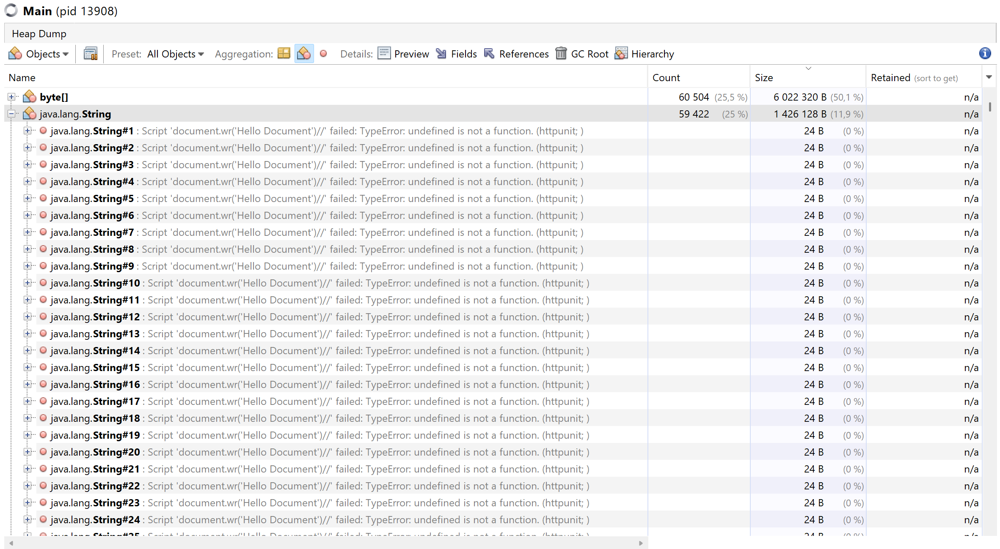 Main (pid 13908)
Heap Dump
Objects Preset: All Objects Aggregation: Details: Preview Fields References GC Root Hierarchy
Name Count Size Retained (sort to get)
byte[] 60 504 (25,5 %) 6 022 320 B (50,1 %) n/a
java.lang.String 59 422 (25 %) 1 426 128 B (11,9 %) n/a
java.lang.String#1 : Script 'document.wr('Hello Document')//' failed: TypeError: undefined is not a function. (httpunit; ) 24 B (0 %) n/a
java.lang.String#2 : Script 'document.wr('Hello Document')//' failed: TypeError: undefined is not a function. (httpunit; ) 24 B (0 %) n/a
java.lang.String#3 : Script 'document.wr('Hello Document')//' failed: TypeError: undefined is not a function. (httpunit; ) 24 B (0 %) n/a
java.lang.String#4 : Script 'document.wr('Hello Document')//' failed: TypeError: undefined is not a function. (httpunit; ) 24 B (0 %) n/a
java.lang.String#5 : Script 'document.wr('Hello Document')//' failed: TypeError: undefined is not a function. (httpunit; ) 24 B (0 %) n/a
java.lang.String#6 : Script 'document.wr('Hello Document')//' failed: TypeError: undefined is not a function. (httpunit; ) 24 B (0 %) n/a
java.lang.String#7 : Script 'document.wr('Hello Document')//' failed: TypeError: undefined is not a function. (httpunit; ) 24 B (0 %) n/a
java.lang.String#8 : Script 'document.wr('Hello Document')//' failed: TypeError: undefined is not a function. (httpunit; ) 24 B (0 %) n/a
java.lang.String#9 : Script 'document.wr('Hello Document')//' failed: TypeError: undefined is not a function. (httpunit; ) 24 B (0 %) n/a
java.lang.String#10 : Script 'document.wr('Hello Document')//' failed: TypeError: undefined is not a function. (httpunit; ) 24 B (0 %) n/a
java.lang.String#11 : Script 'document.wr('Hello Document')//' failed: TypeError: undefined is not a function. (httpunit; ) 24 B (0 %) n/a
java.lang.String#12 : Script 'document.wr('Hello Document')//' failed: TypeError: undefined is not a function. (httpunit; ) 24 B (0 %) n/a
java.lang.String#13 : Script 'document.wr('Hello Document')//' failed: TypeError: undefined is not a function. (httpunit; ) 24 B (0 %) n/a
java.lang.String#14 : Script 'document.wr('Hello Document')//' failed: TypeError: undefined is not a function. (httpunit; ) 24 B (0 %) n/a
java.lang.String#15 : Script 'document.wr('Hello Document')//' failed: TypeError: undefined is not a function. (httpunit; ) 24 B (0 %) n/a
java.lang.String#16 : Script 'document.wr('Hello Document')//' failed: TypeError: undefined is not a function. (httpunit; ) 24 B (0 %) n/a
java.lang.String#17 : Script 'document.wr('Hello Document')//' failed: TypeError: undefined is not a function. (httpunit; ) 24 B (0 %) n/a
java.lang.String#18 : Script 'document.wr('Hello Document')//' failed: TypeError: undefined is not a function. (httpunit; ) 24 B (0 %) n/a
java.lang.String#19 : Script 'document.wr('Hello Document')//' failed: TypeError: undefined is not a function. (httpunit; ) 24 B (0 %) n/a
java.lang.String#20 : Script 'document.wr('Hello Document')//' failed: TypeError: undefined is not a function. (httpunit; ) 24 B (0 %) n/a
java.lang.String#21 : Script 'document.wr('Hello Document')//' failed: TypeError: undefined is not a function. (httpunit; ) 24 B (0 %) n/a
java.lang.String#22 : Script 'document.wr('Hello Document')//' failed: TypeError: undefined is not a function. (httpunit; ) 24 B (0 %) n/a
java.lang.String#23 : Script 'document.wr('Hello Document')//' failed: TypeError: undefined is not a function. (httpunit; ) 24 B (0 %) n/a
java.lang.String#24 : Script 'document.wr('Hello Document')//' failed: TypeError: undefined is not a function. (httpunit; ) 24 B (0 %) n/a
java.lang.String#25 : Script 'document.wr('Hello Document')//' failed: TypeError: undefined is not a function. (httpunit; ) 24 B (0 %) n/a